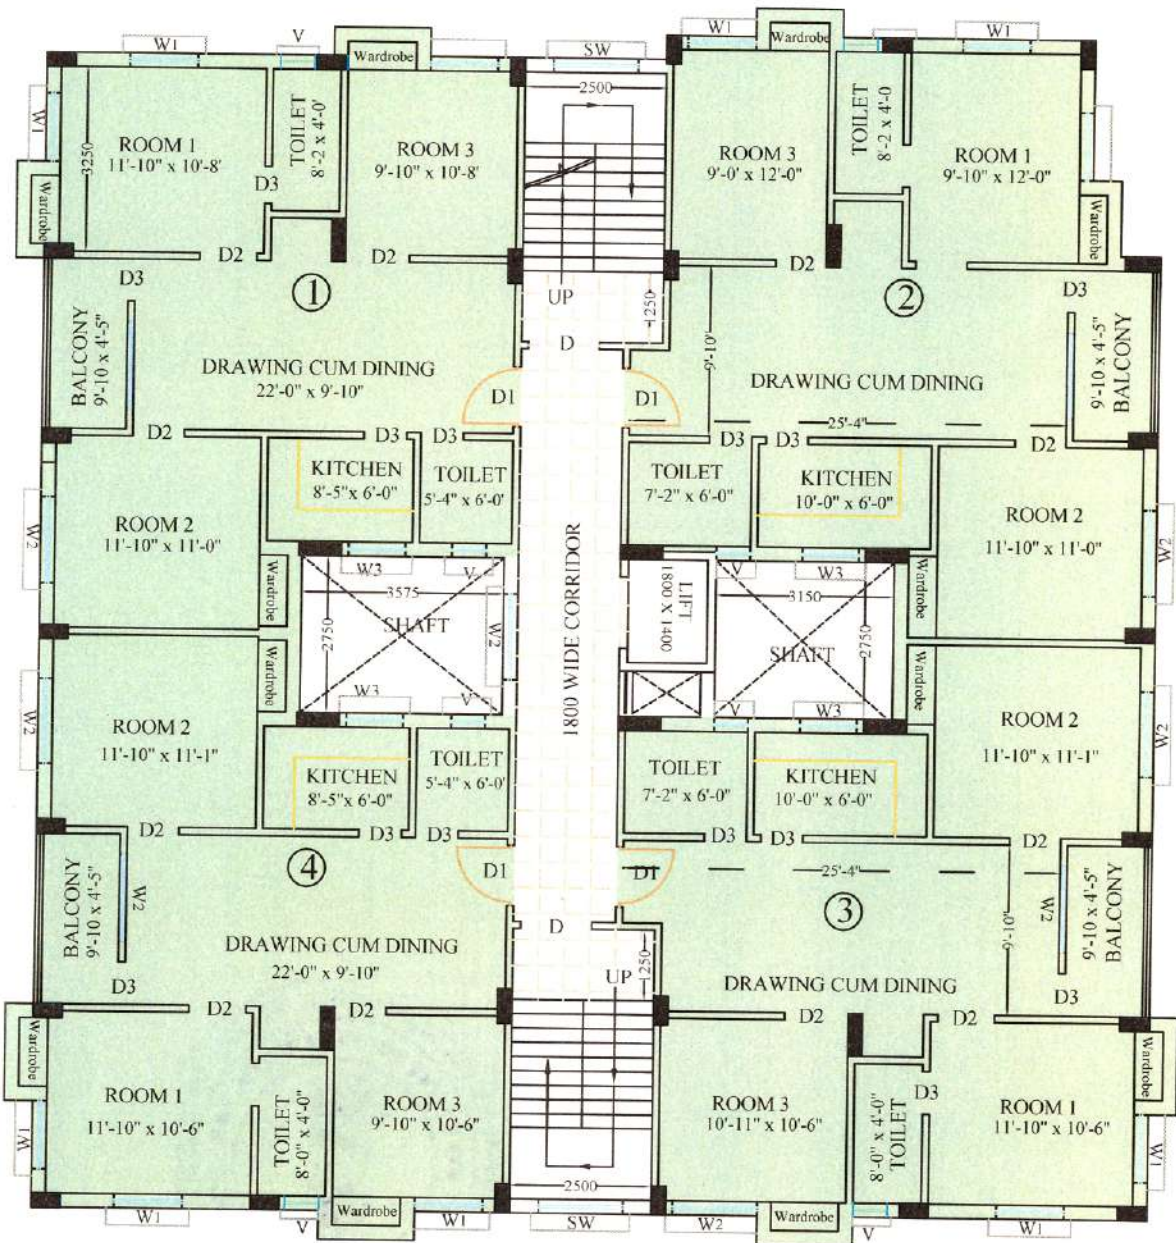 W1
V
Wardrobe
SW
W1
Wardrobe
W1
W1
ROOM 1
11'-10" x 10'-8'
3250
TOILET
8'-2 x 4'-0'
D3
ROOM 3
9'-10" x 10'-8'
Wardrobe
2500
ROOM 3
9'-0' x 12'-0"
TOILET
8'-2 x 4'-0
ROOM 1
9'-10" x 12'-0"
Wardrobe
D2
D2
D2
D3
1
UP
1250
2
D3
BALCONY
9'-10 x 4'-5"
D
9'-10"
DRAWING CUM DINING
22'-0" x 9'-10"
D1
D1
DRAWING CUM DINING
25'-4"
9'-10 x 4'-5"
BALCONY
D2
D3
D3
D3
D3
D2
KITCHEN
8'-5"x 6'-0"
TOILET
5'-4" x 6'-0'
TOILET
7'-2" x 6'-0"
KITCHEN
10'-0" x 6'-0"
W2
ROOM 2
11'-10" x 11'-0"
ROOM 2
11'-10" x 11'-0"
W2
Wardrobe
W3
V
3575
2750
SHAFT
W2
W3
V
1800 WIDE CORRIDOR
LIFT
1800 X 1400
V
W3
3150
2750
SHAFT
V
W3
Wardrobe
Wardrobe
Wardrobe
W2
ROOM 2
11'-10" x 11'-1"
ROOM 2
11'-10" x 11'-1"
W2
KITCHEN
8'-5"x 6'-0"
TOILET
5'-4" x 6'-0'
TOILET
7'-2" x 6'-0"
KITCHEN
10'-0" x 6'-0"
D2
D3
D3
D3
D3
D2
4
D1
D1
25'-4"
BALCONY
9'-10 x 4'-5"
W2
3
W2
9'-10 x 4'-5"
BALCONY
D
9'-10"
DRAWING CUM DINING
22'-0" x 9'-10"
UP
1250
DRAWING CUM DINING
D3
D3
D2
D2
D2
D2
Wardrobe
Wardrobe
ROOM 1
11'-10" x 10'-6"
TOILET
8'-0" x 4'-0"
ROOM 3
9'-10" x 10'-6"
ROOM 3
10'-11" x 10'-6"
8'-0" x 4'-0"
TOILET
D3
ROOM 1
11'-10" x 10'-6"
W1
W1
2500
W1
V
Wardrobe
W1
SW
W2
Wardrobe
V
W1